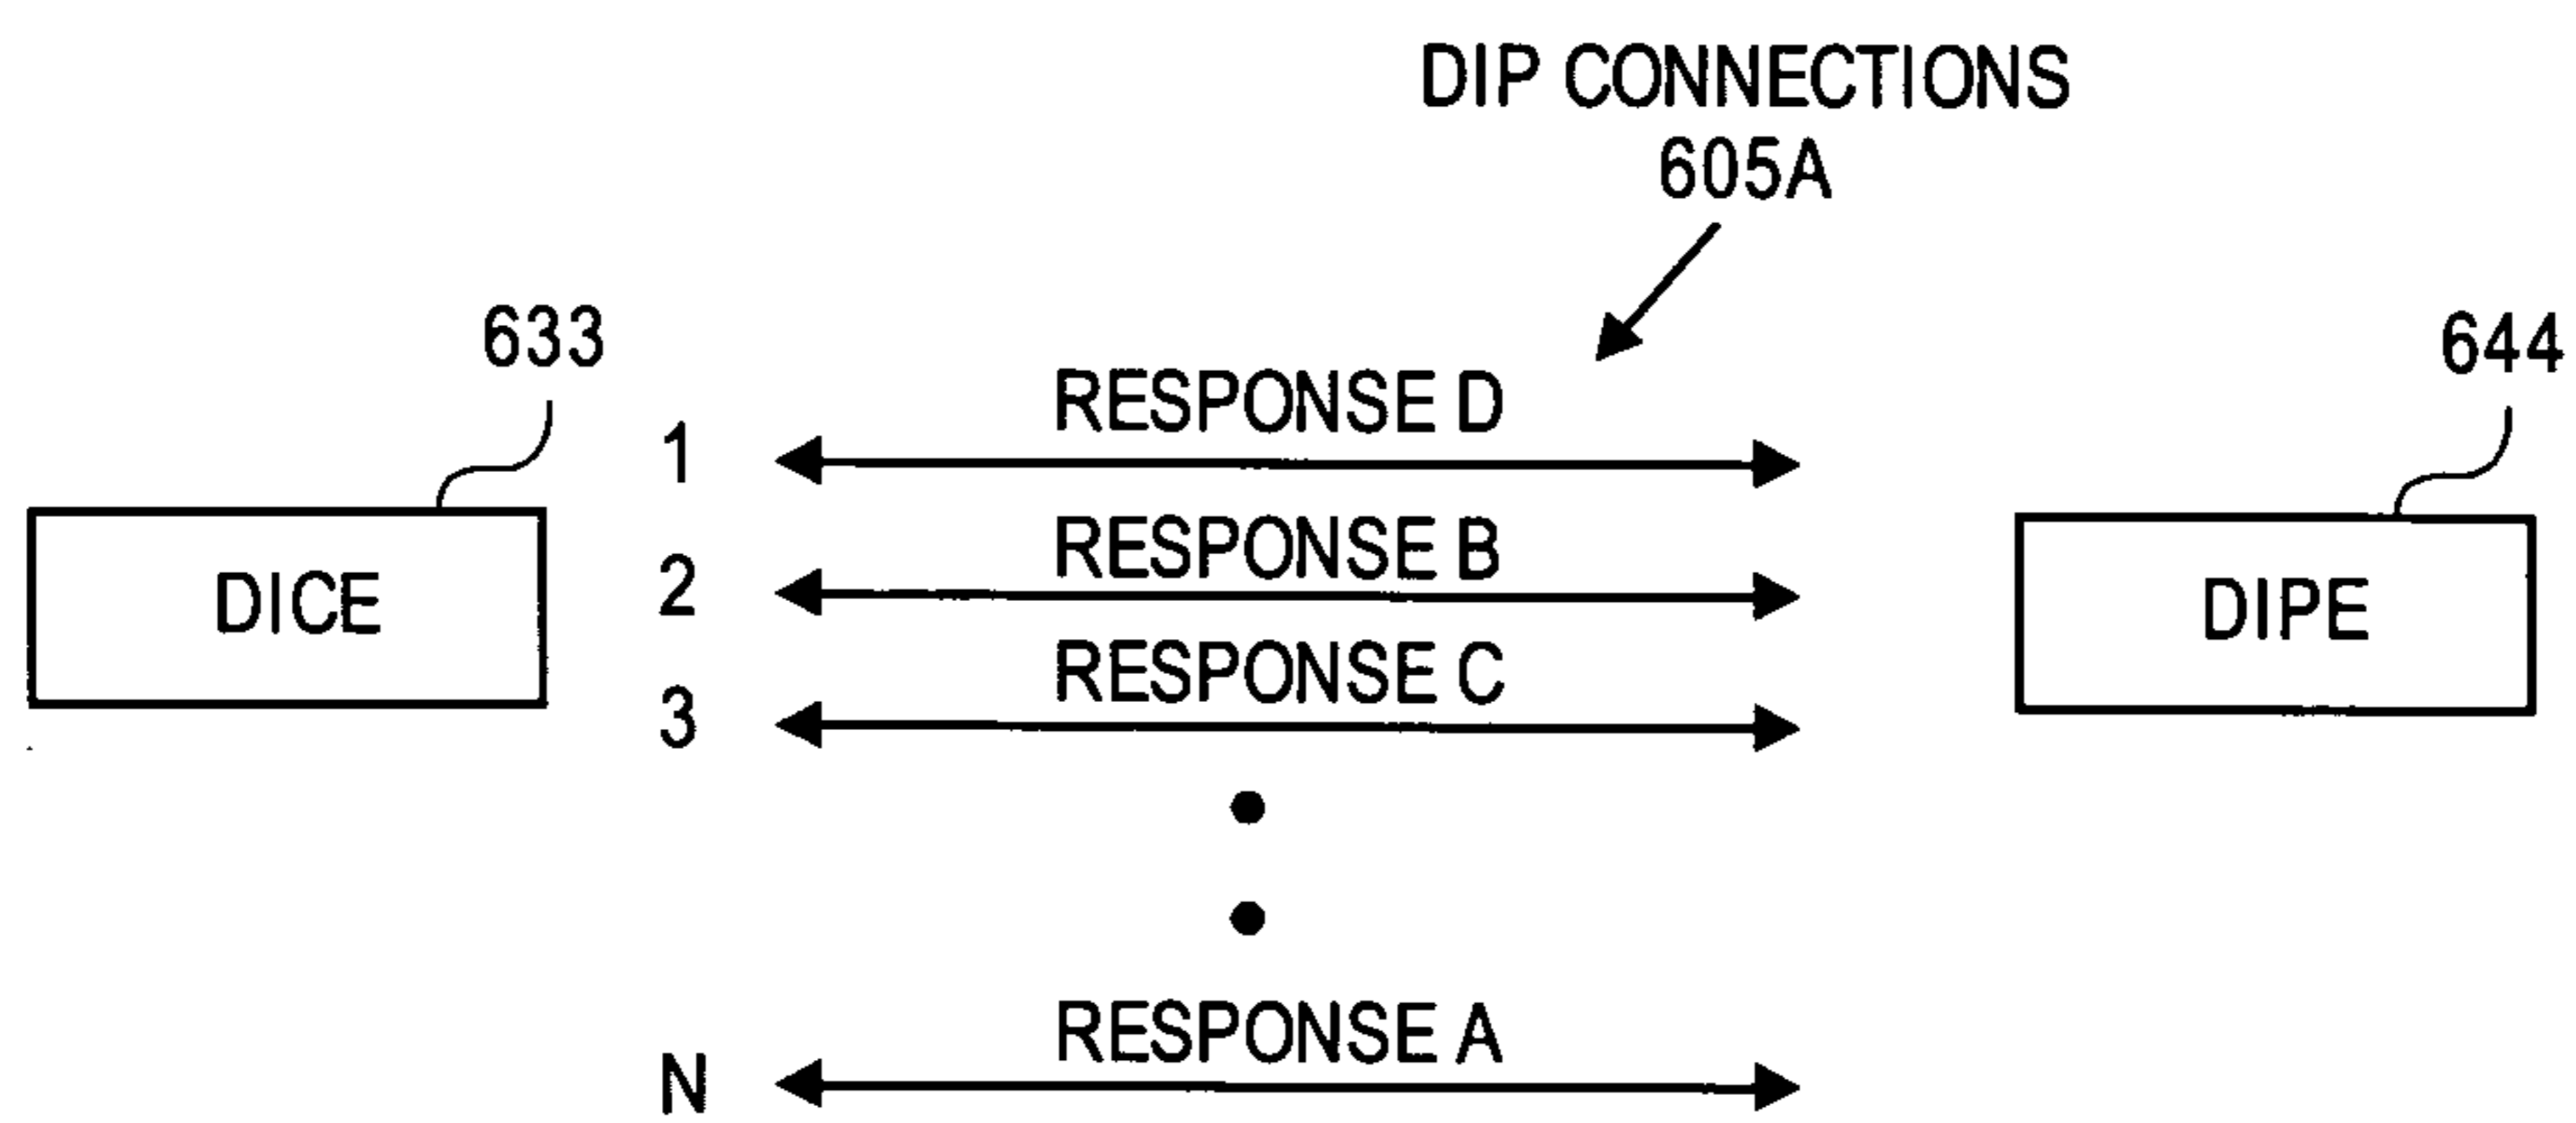 DIP CONNECTIONS
605A
633
644
RESPONSE D
1
RESPONSE B
2
RESPONSE C
3
DICE
DIPE
RESPONSE A
N